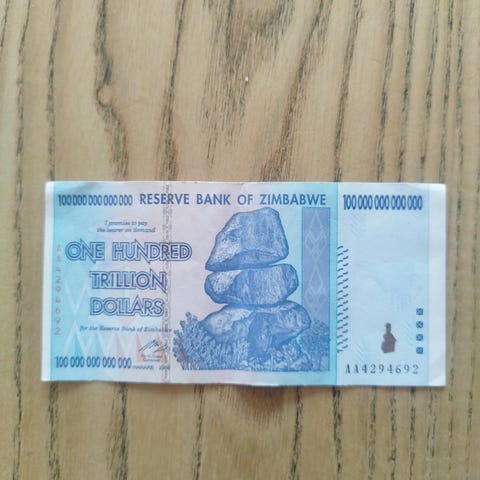 100 000 000 000 000 RESERVE BANK OF ZIMBABWE 100 000 000 000 000
I promise to pay
the bearer on demand
ONE HUNDRED
TRILLION
DOLLARS
for the Reserve Bank of Zimbabwe
100 000 000 000 000 HARARE
AA4294692
AA4294692